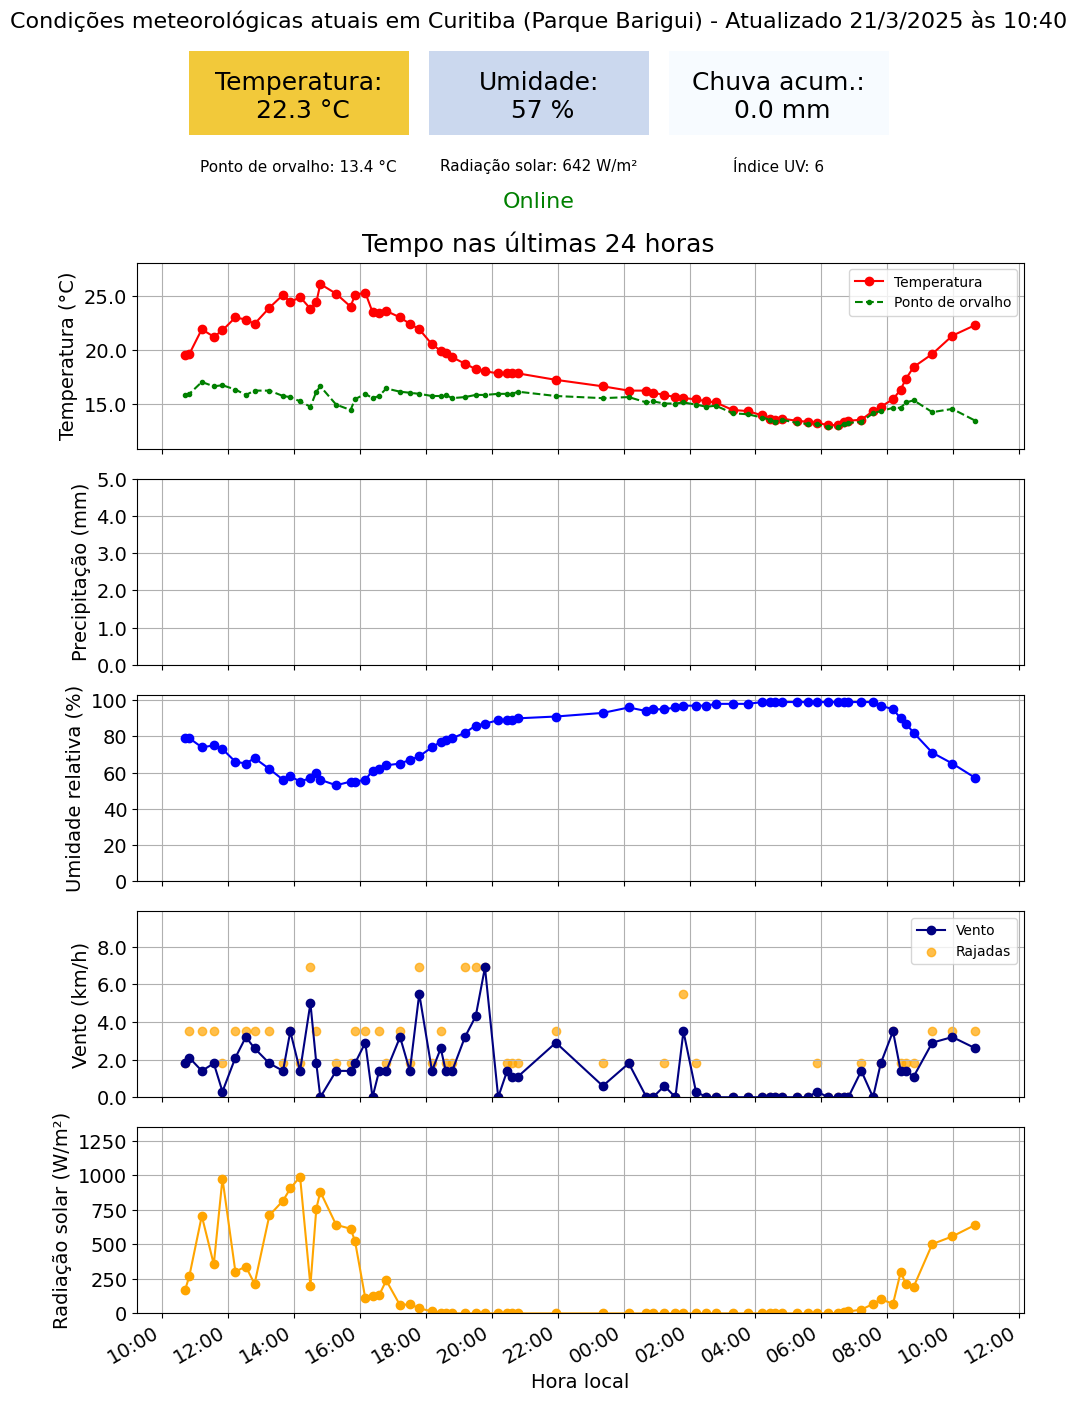 Condições meteorológicas atuais em Curitiba (Parque Barigui) - Atualizado 21/3/2025 às 10:40
Temperatura:
22.3 °C
Umidade:
57 %
Chuva acum.:
0.0 mm
Ponto de orvalho: 13.4 °C
Radiação solar: 642 W/m²
Índice UV: 6
Online
Tempo nas últimas 24 horas
Temperatura (°C)
25.0
20.0
15.0
Temperatura
Ponto de orvalho
Precipitação (mm)
5.0
4.0
3.0
2.0
1.0
0.0
Umidade relativa (%)
100
80
60
40
20
0
Vento (km/h)
8.0
6.0
4.0
2.0
0.0
Vento
Rajadas
Radiação solar (W/m²)
1250
1000
750
500
250
0
10:00
12:00
14:00
16:00
18:00
20:00
22:00
00:00
02:00
04:00
06:00
08:00
10:00
12:00
Hora local